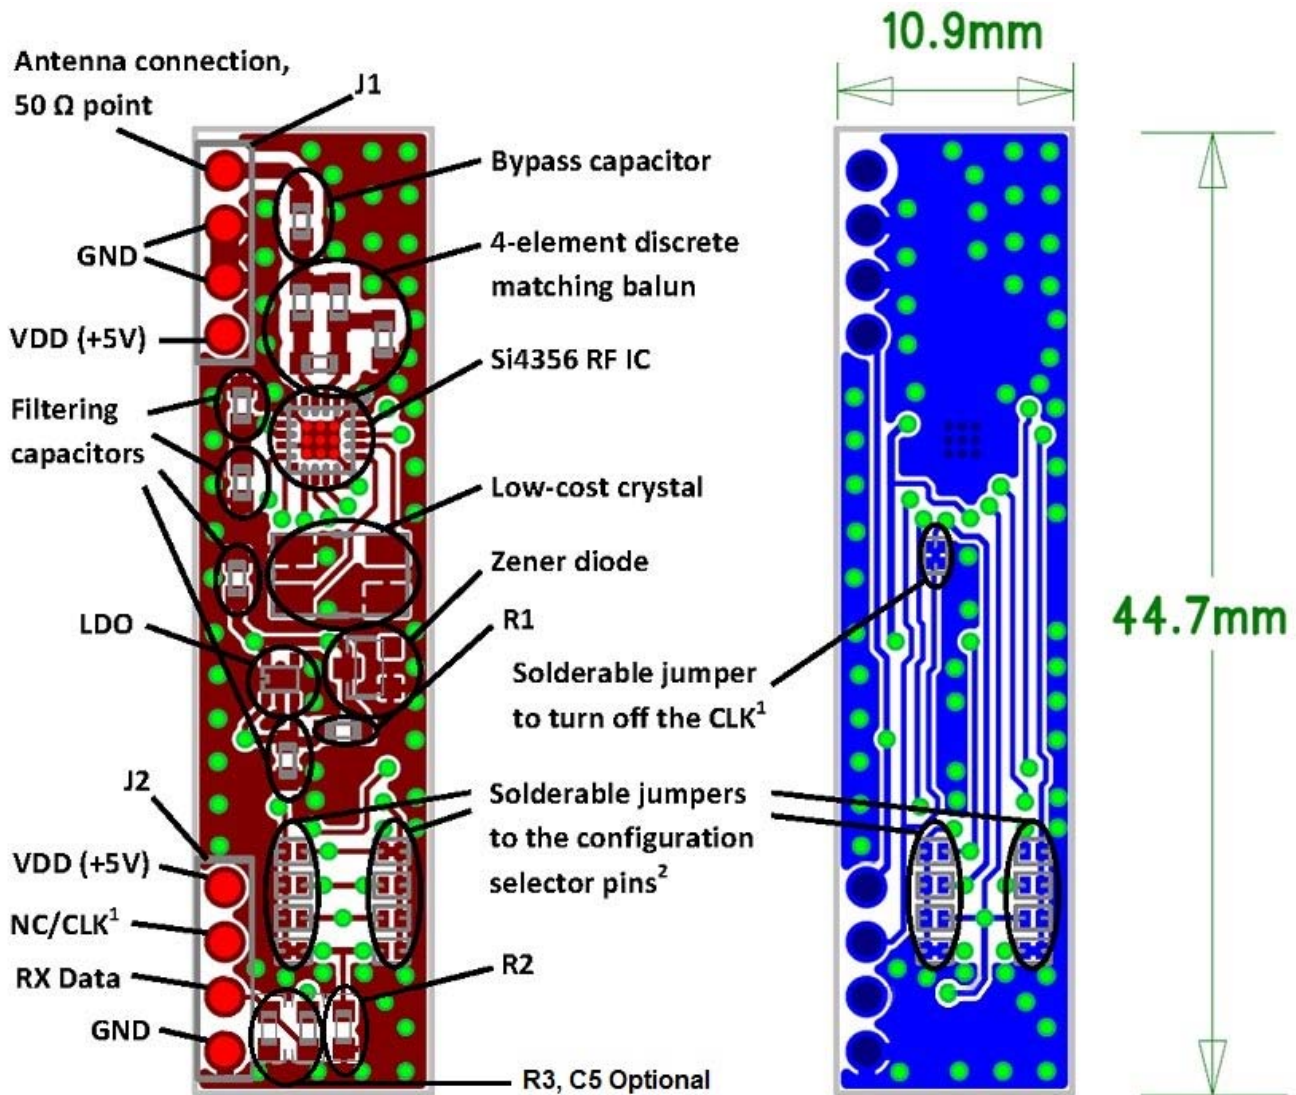 10.9mm
Antenna connection,
50 Ω point
J1
Bypass capacitor
4-element discrete
matching balun
GND
VDD (+5V)
Si4356 RF IC
Filtering
capacitors
Low-cost crystal
Zener diode
LDO
R1
44.7mm
Solderable jumper
to turn off the CLK¹
J2
Solderable jumpers
to the configuration
selector pins²
VDD (+5V)
NC/CLK¹
RX Data
R2
GND
R3, C5 Optional